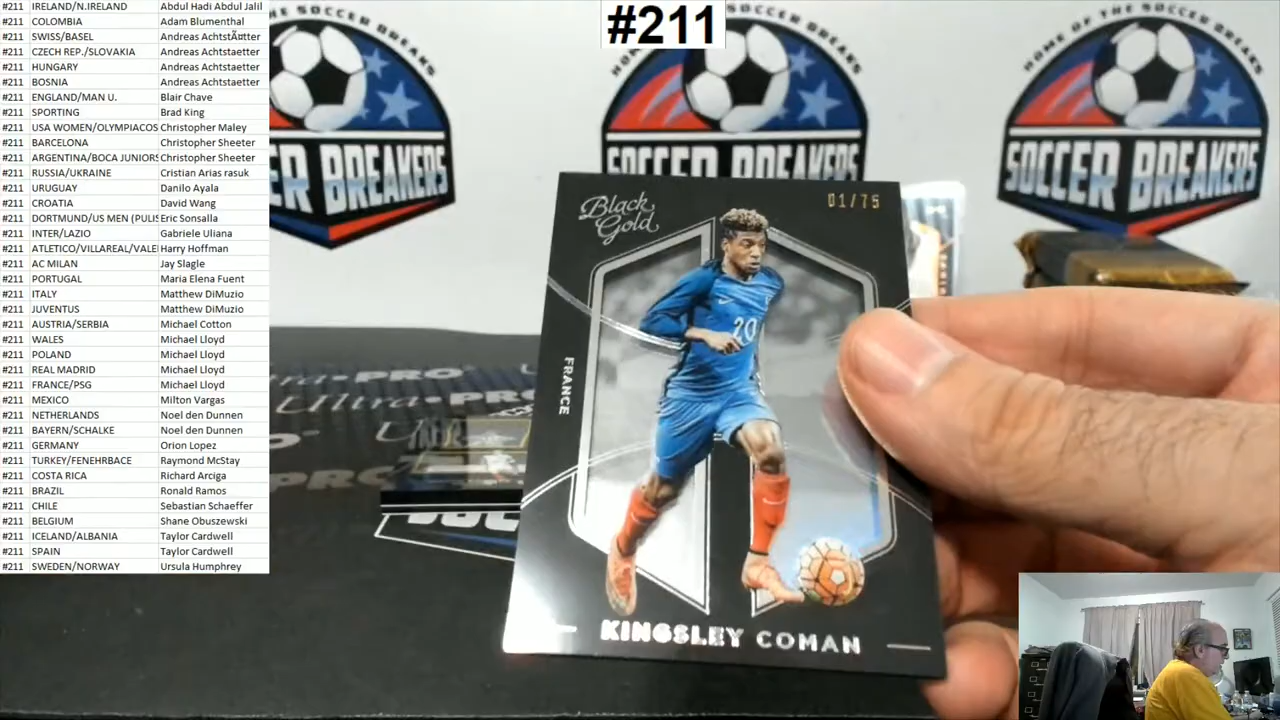 #211 IRELAND/N.IRELAND Abdul Hadi Abdul Jalil
#211 COLOMBIA Adam Blumenthal
#211 SWISS/BASEL Andreas AchtstÃ¤tter
#211 CZECH REP./SLOVAKIA Andreas Achtstaetter
#211 HUNGARY Andreas Achtstaetter
#211 BOSNIA Andreas Achtstaetter
#211 ENGLAND/MAN U. Blair Chave
#211 SPORTING Brad King
#211 USA WOMEN/OLYMPIACOS Christopher Maley
#211 BARCELONA Christopher Sheeter
#211 ARGENTINA/BOCA JUNIORS Christopher Sheeter
#211 RUSSIA/UKRAINE Cristian Arias rasuk
#211 URUGUAY Danilo Ayala
#211 CROATIA David Wang
#211 DORTMUND/US MEN (PULIS Eric Sonsalla
#211 INTER/LAZIO Gabriele Uliana
#211 ATLETICO/VILLAREAL/VALE Harry Hoffman
#211 AC MILAN Jay Slagle
#211 PORTUGAL Maria Elena Fuent
#211 ITALY Matthew DiMuzio
#211 JUVENTUS Matthew DiMuzio
#211 AUSTRIA/SERBIA Michael Cotton
#211 WALES Michael Lloyd
#211 POLAND Michael Lloyd
#211 REAL MADRID Michael Lloyd
#211 FRANCE/PSG Michael Lloyd
#211 MEXICO Milton Vargas
#211 NETHERLANDS Noel den Dunnen
#211 BAYERN/SCHALKE Noel den Dunnen
#211 GERMANY Orion Lopez
#211 TURKEY/FENEHRBACE Raymond McStay
#211 COSTA RICA Richard Arciga
#211 BRAZIL Ronald Ramos
#211 CHILE Sebastian Schaeffer
#211 BELGIUM Shane Obuszewski
#211 ICELAND/ALBANIA Taylor Cardwell
#211 SPAIN Taylor Cardwell
#211 SWEDEN/NORWAY Ursula Humphrey
#211
HOME OF THE SOCCER BREAKS
SOCCER BREAKERS
Black Gold
01/75
20
FRANCE
KINGSLEY COMAN
Ultra PRO